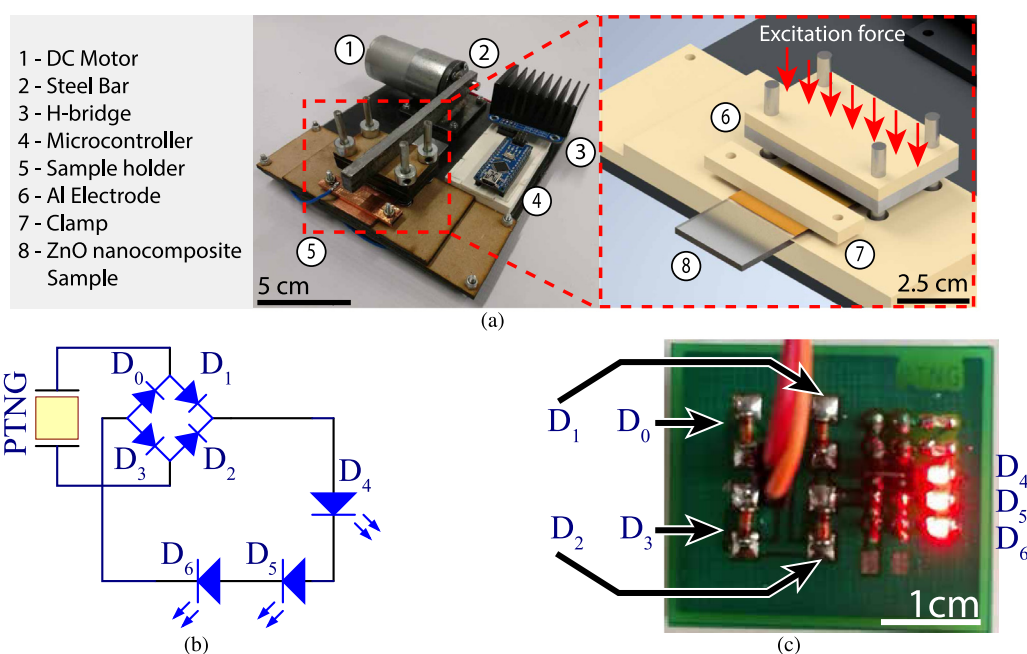 1 - DC Motor
2 - Steel Bar
3 - H-bridge
4 - Microcontroller
5 - Sample holder
6 - Al Electrode
7 - Clamp
8 - ZnO nanocomposite
Sample
1
2
3
4
5
5 cm
Excitation force
6
7
8
2.5 cm
(a)
PTNG
D0
D1
D3
D2
D4
D6
D5
(b)
PTNG
D1
D0
D2
D3
D4
D5
D6
1cm
(c)